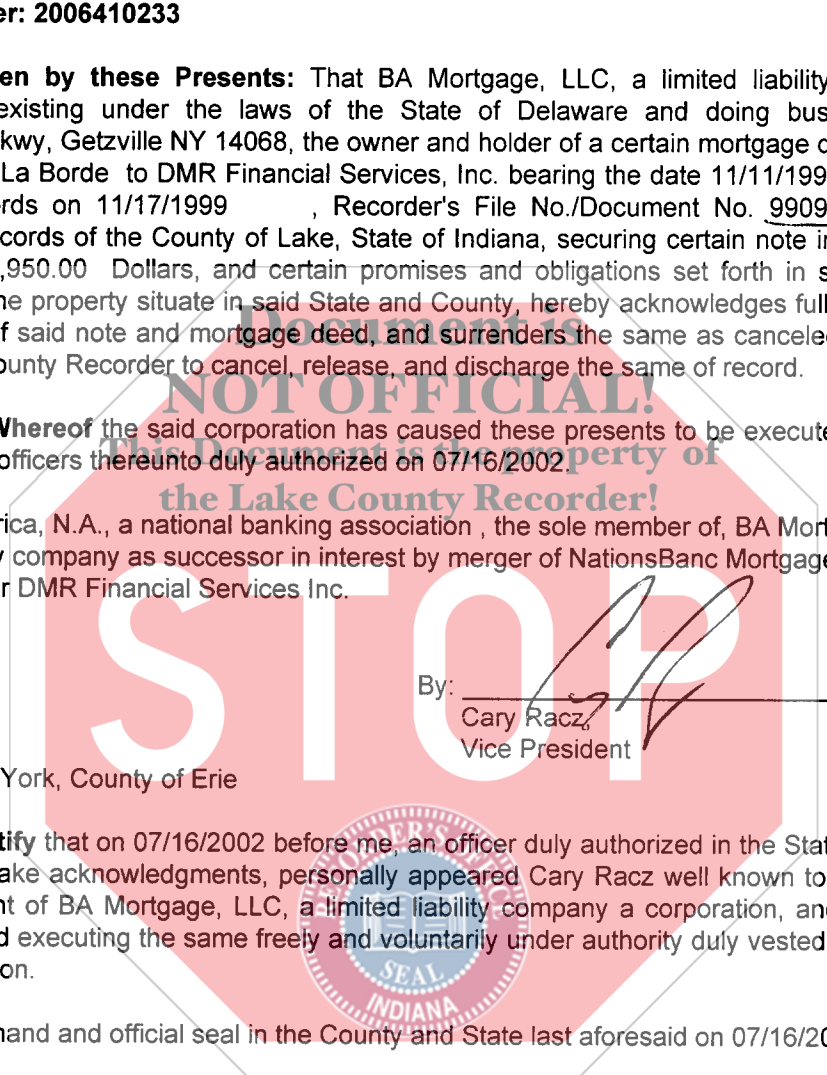 er: 2006410233
en by these Presents: That BA Mortgage, LLC, a limited liability
existing under the laws of the State of Delaware and doing bus
kwy, Getzville NY 14068, the owner and holder of a certain mortgage d
La Borde to DMR Financial Services, Inc. bearing the date 11/11/199
rds on 11/17/1999 , Recorder's File No./Document No. 9909
cords of the County of Lake, State of Indiana, securing certain note in
,950.00 Dollars, and certain promises and obligations set forth in s
he property situate in said State and County, hereby acknowledges full
f said note and mortgage deed, and surrenders the same as canceled
ounty Recorder to cancel, release, and discharge the same of record.
Document is
NOT OFFICIAL!
This Document is the property of
the Lake County Recorder!
Whereof the said corporation has caused these presents to be execute
officers thereunto duly authorized on 07/16/2002.
rica, N.A., a national banking association , the sole member of, BA Mort
y company as successor in interest by merger of NationsBanc Mortgage
r DMR Financial Services Inc.
STOP
By:
Cary Racz,
Vice President
York, County of Erie
tify that on 07/16/2002 before me, an officer duly authorized in the Stat
ake acknowledgments, personally appeared Cary Racz well known to
nt of BA Mortgage, LLC, a limited liability company a corporation, and
d executing the same freely and voluntarily under authority duly vested
on.
RECORDER'S OFFICE
SEAL
INDIANA
hand and official seal in the County and State last aforesaid on 07/16/20